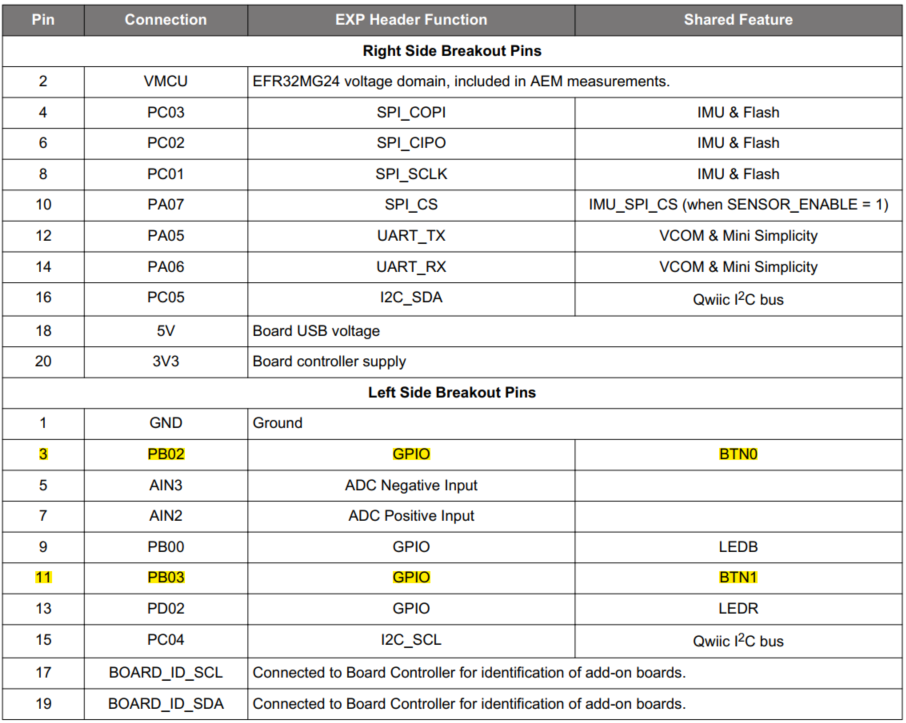 Pin Connection EXP Header Function Shared Feature
Right Side Breakout Pins
2 VMCU EFR32MG24 voltage domain, included in AEM measurements.
4 PC03 SPI_COPI IMU & Flash
6 PC02 SPI_CIPO IMU & Flash
8 PC01 SPI_SCLK IMU & Flash
10 PA07 SPI_CS IMU_SPI_CS (when SENSOR_ENABLE = 1)
12 PA05 UART_TX VCOM & Mini Simplicity
14 PA06 UART_RX VCOM & Mini Simplicity
16 PC05 I2C_SDA Qwiic I²C bus
18 5V Board USB voltage
20 3V3 Board controller supply
Left Side Breakout Pins
1 GND Ground
3 PB02 GPIO BTN0
5 AIN3 ADC Negative Input
7 AIN2 ADC Positive Input
9 PB00 GPIO LEDB
11 PB03 GPIO BTN1
13 PD02 GPIO LEDR
15 PC04 I2C_SCL Qwiic I²C bus
17 BOARD_ID_SCL Connected to Board Controller for identification of add-on boards.
19 BOARD_ID_SDA Connected to Board Controller for identification of add-on boards.